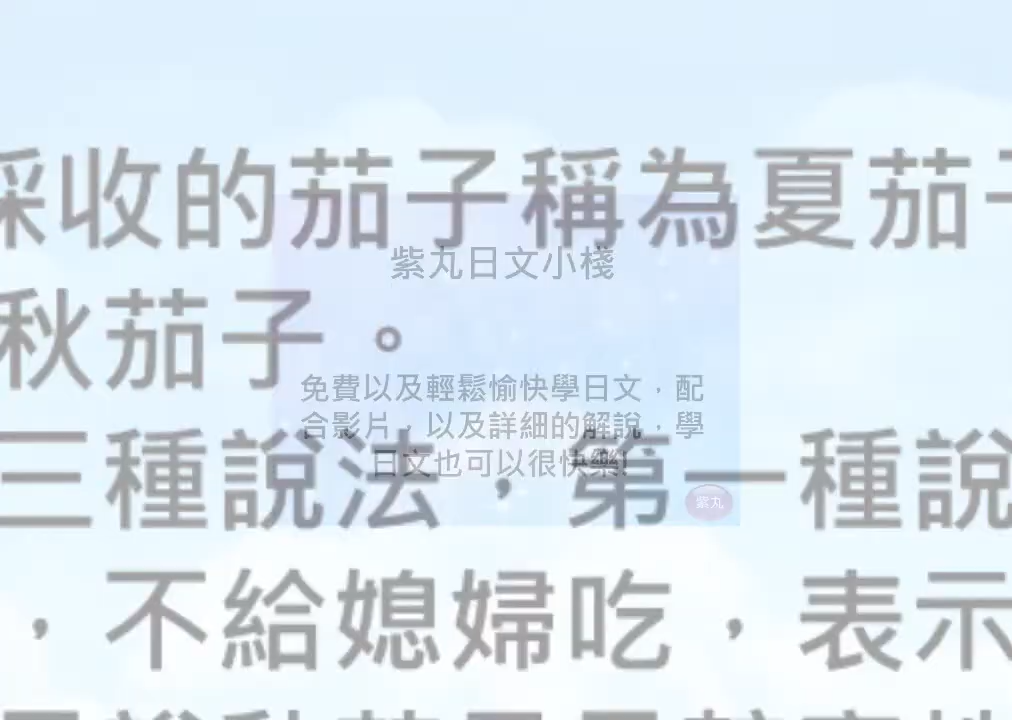 採收的茄子稱為夏茄子
紫丸日文小棧
秋茄子。
免費以及輕鬆愉快學日文，配
合影片，以及詳細的解說，學
日文也可以很快樂!
三種說法，第一種說
紫丸
，不給媳婦吃，表示